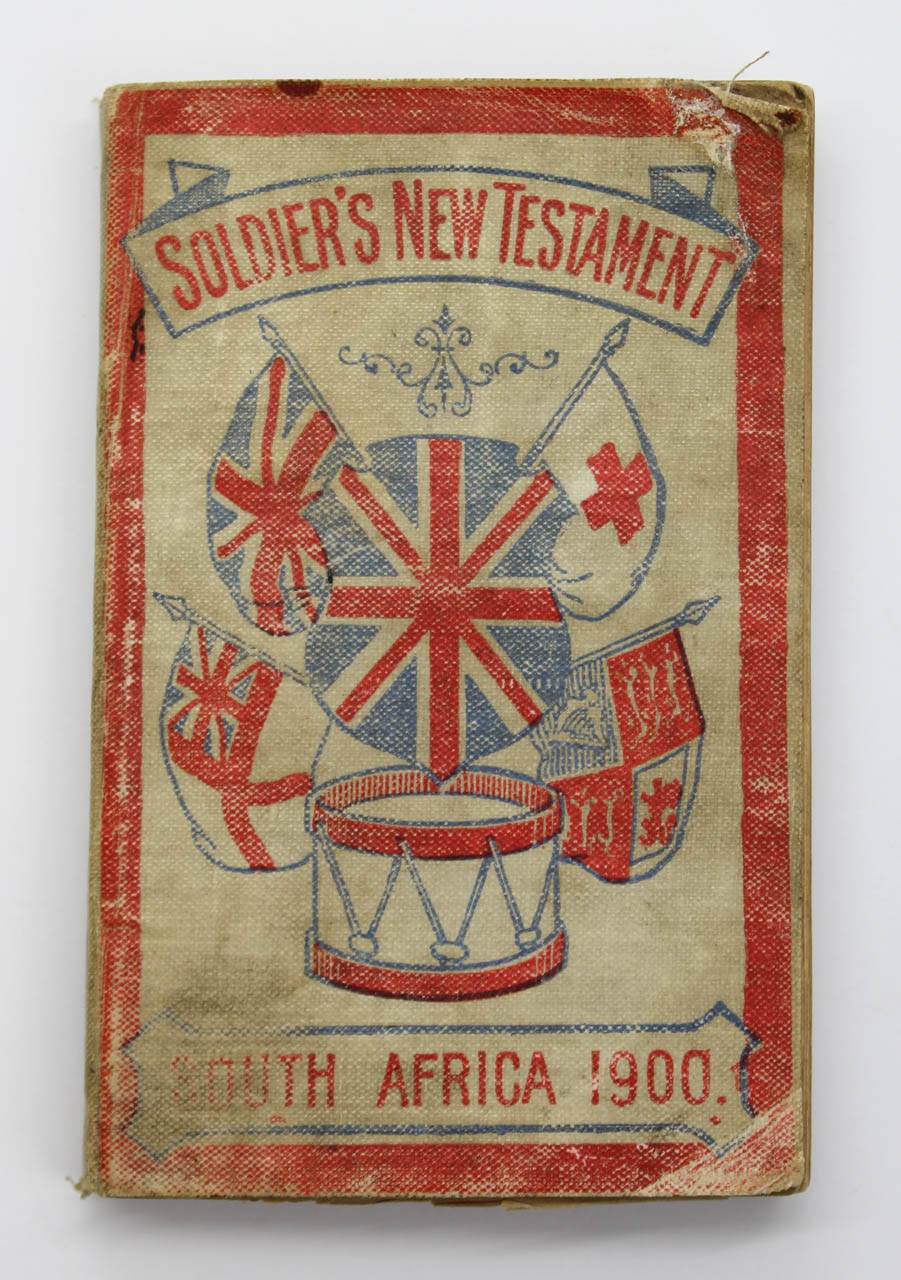 SOLDIER'S NEW TESTAMENT
SOUTH AFRICA 1900.